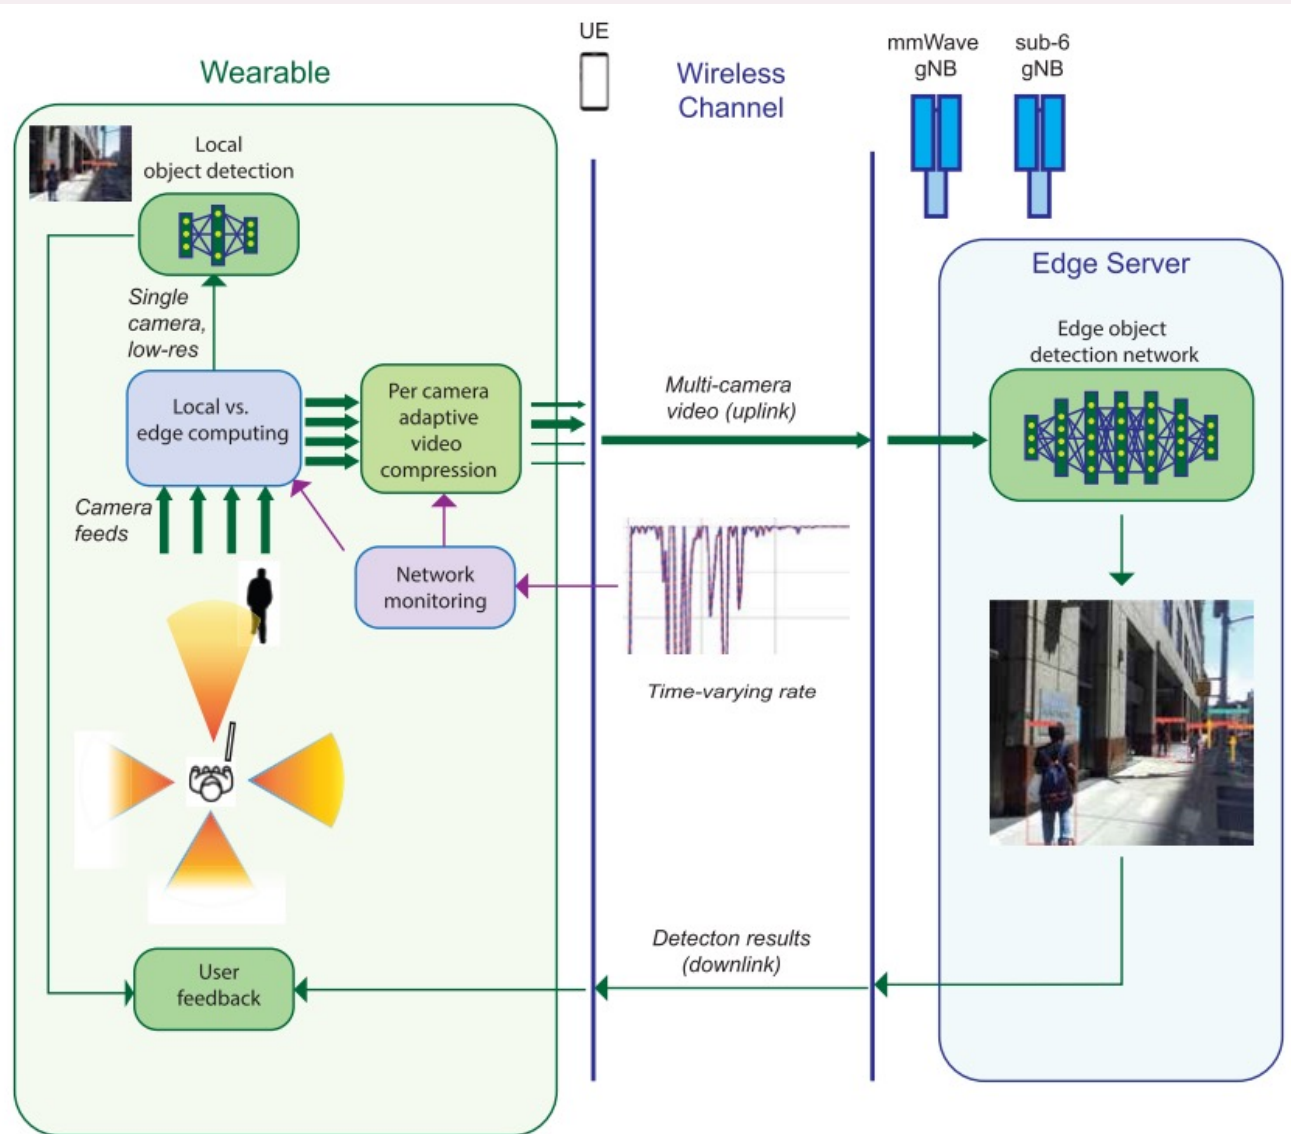 UE
mmWave
gNB
sub-6
gNB
Wearable
Wireless
Channel
Local
object detection
Edge Server
Single
camera,
low-res
Edge object
detection network
Local vs.
edge computing
Per camera
adaptive
video
compression
Multi-camera
video (uplink)
Camera
feeds
Network
monitoring
Time-varying rate
Detecton results
(downlink)
User
feedback